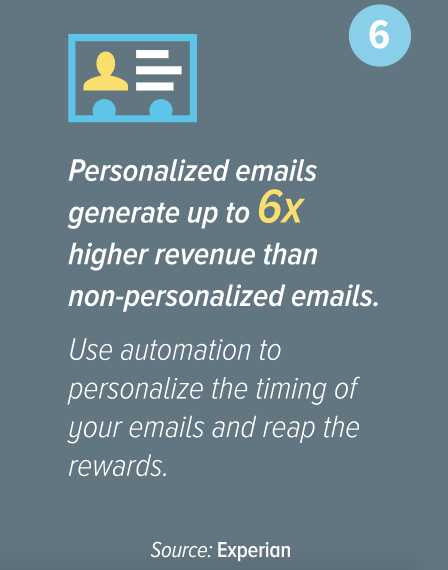 6
Personalized emails
generate up to 6x
higher revenue than
non-personalized emails.
Use automation to
personalize the timing of
your emails and reap the
rewards.
Source: Experian